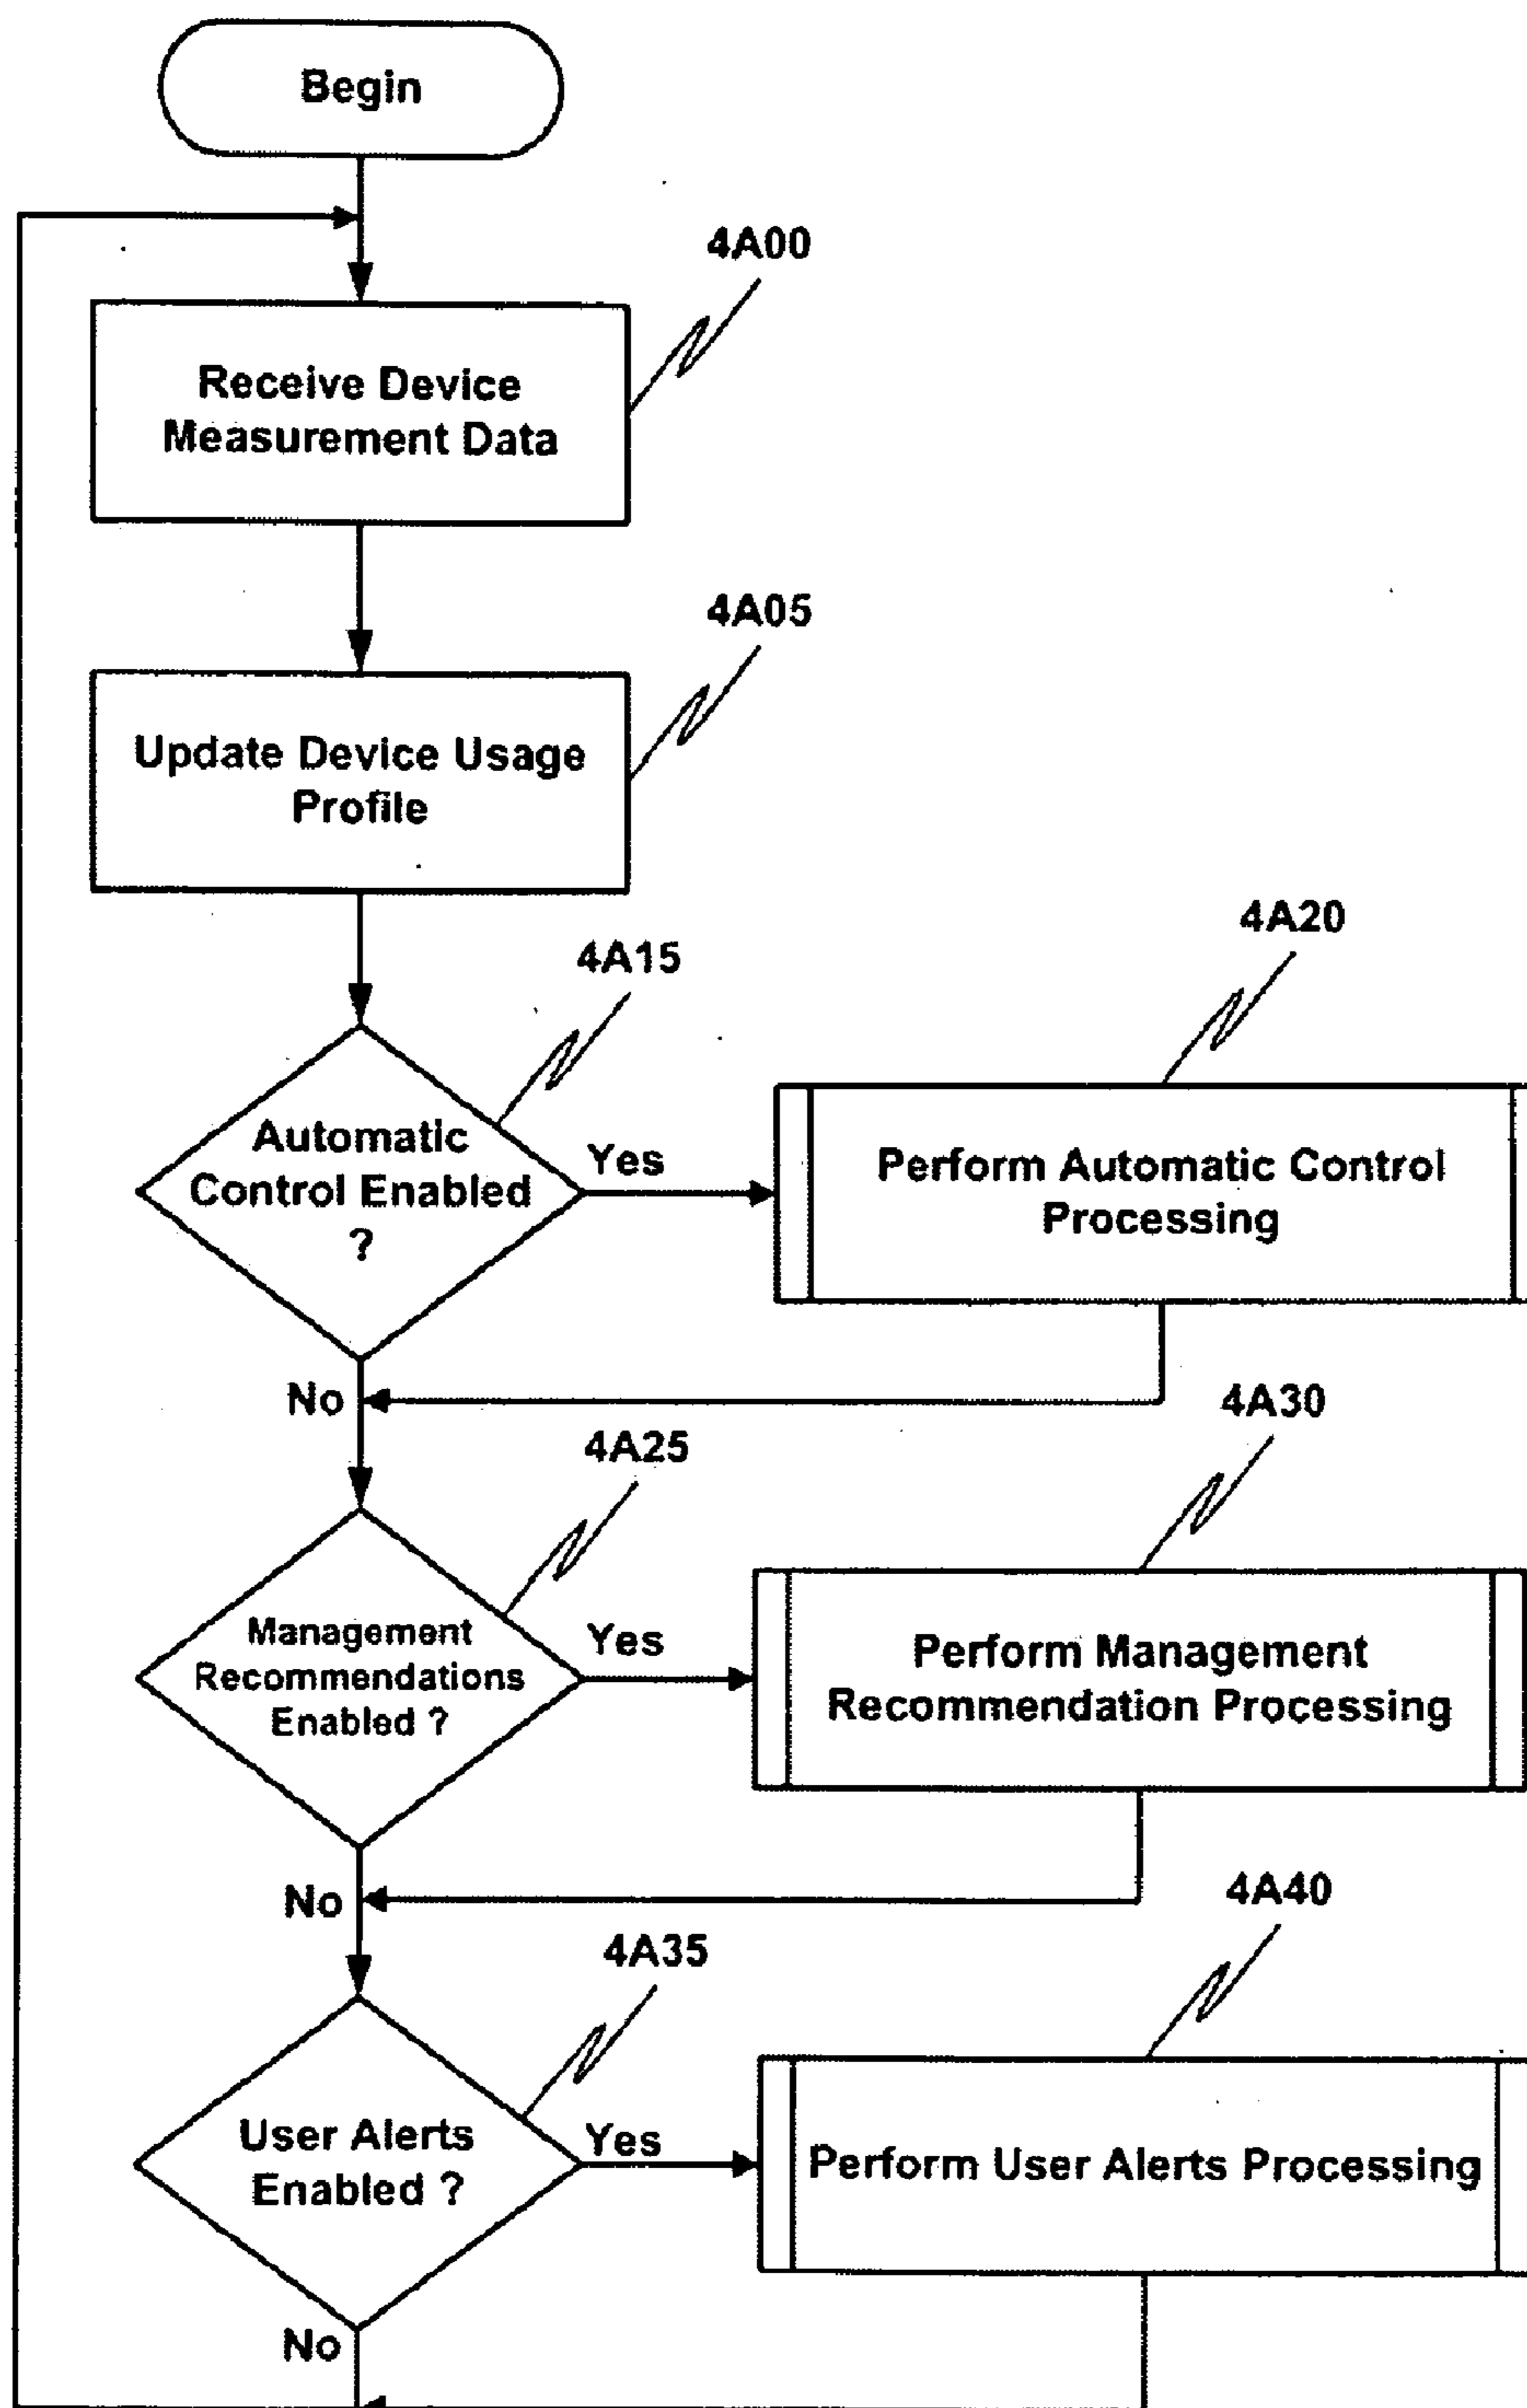 Begin
4A00
Receive Device
Measurement Data
4A05
Update Device Usage
Profile
4A20
4A15
Automatic
Control Enabled
?
Yes
Perform Automatic Control
Processing
No
4A30
4A25
Management
Recommendations
Enabled ?
Yes
Perform Management
Recommendation Processing
No
4A40
4A35
User Alerts
Enabled ?
Yes
Perform User Alerts Processing
No